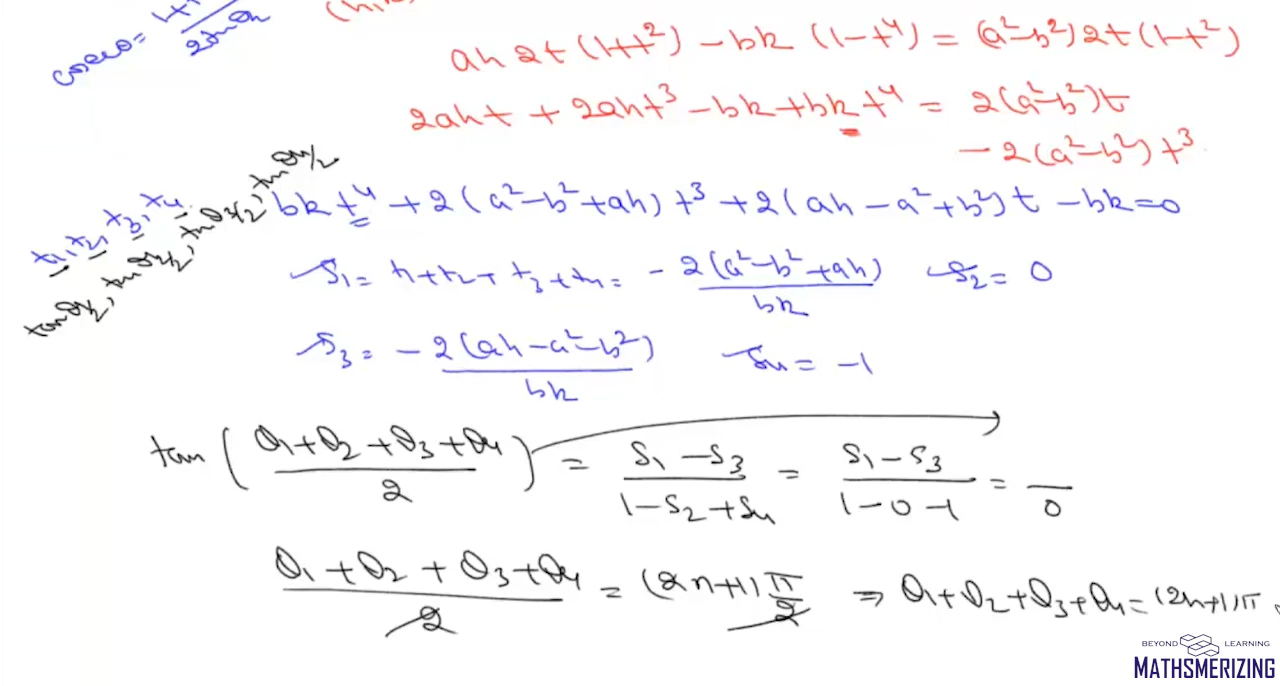 cosecθ = 1+t²/2tanθ/2
ah 2t (1+t²) - bk (1-t⁴) = (a²-b²) 2t (1-t²)
2aht + 2aht³ - bk + bkt⁴ = 2(a²-b²)t
- 2(a²-b²)t³
t₁, t₂, t₃, t₄
tanθ₁/2, tanθ₂/2, tanθ₃/2, tanθ₄/2
bk t⁴ + 2(a²-b²+ah) t³ + 2(ah-a²+b²)t - bk = 0
S₁ = t₁+t₂+t₃+t₄ = - 2(a²-b²+ah)/bk S₂ = 0
S₃ = - 2(ah-a²-b²)/bk S₄ = -1
tan(θ₁+θ₂+θ₃+θ₄/2) = S₁-S₃/1-S₂+S₄ = S₁-S₃/1-0-1 = /0
θ₁+θ₂+θ₃+θ₄/2 = (2n+1)π/2 ⇒ θ₁+θ₂+θ₃+θ₄ = (2n+1)π
BEYOND LEARNING
MATHSMERIZING